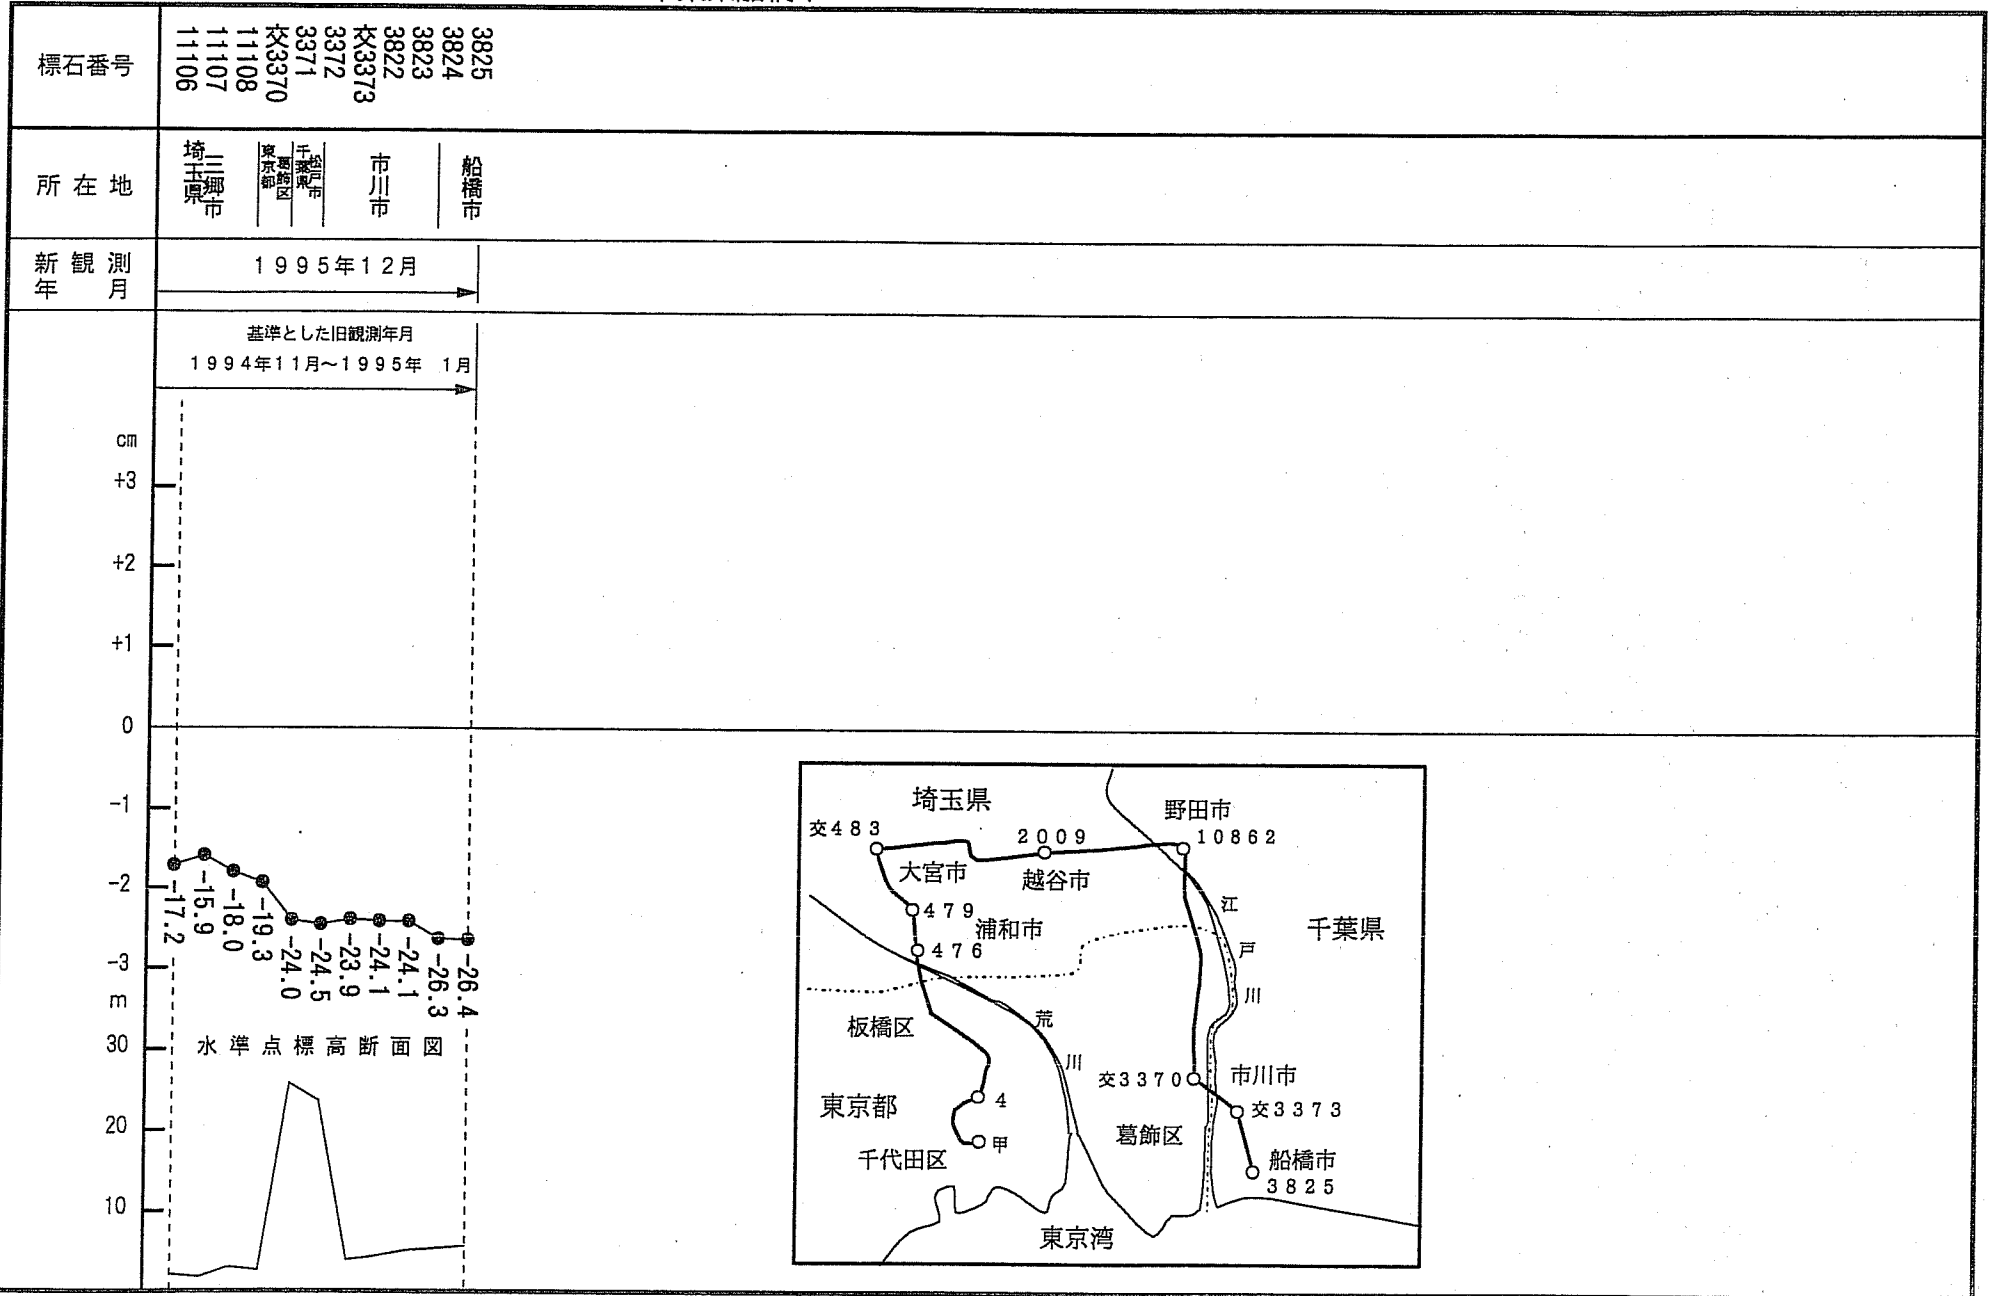 標石番号
11106
11107
11108
交3370
3371
3372
交3373
3822
3823
3824
3825
所在地
埼玉県
三郷市
東京都
葛飾区
千葉県
松戸市
市川市
船橋市
新観測
年月
1995年12月
基準とした旧観測年月
1994年11月～1995年 1月
cm
+3
+2
+1
0
-1
-2
-3
-17.2
-15.9
-18.0
-19.3
-24.0
-24.5
-23.9
-24.1
-24.1
-26.3
-26.4
m
30
20
10
水準点標高断面図
埼玉県
野田市
交483
2009
10862
大宮市
越谷市
479
浦和市
476
江戸川
千葉県
板橋区
荒川
交3370
市川市
東京都
4
交3373
甲
葛飾区
千代田区
船橋市
3825
東京湾